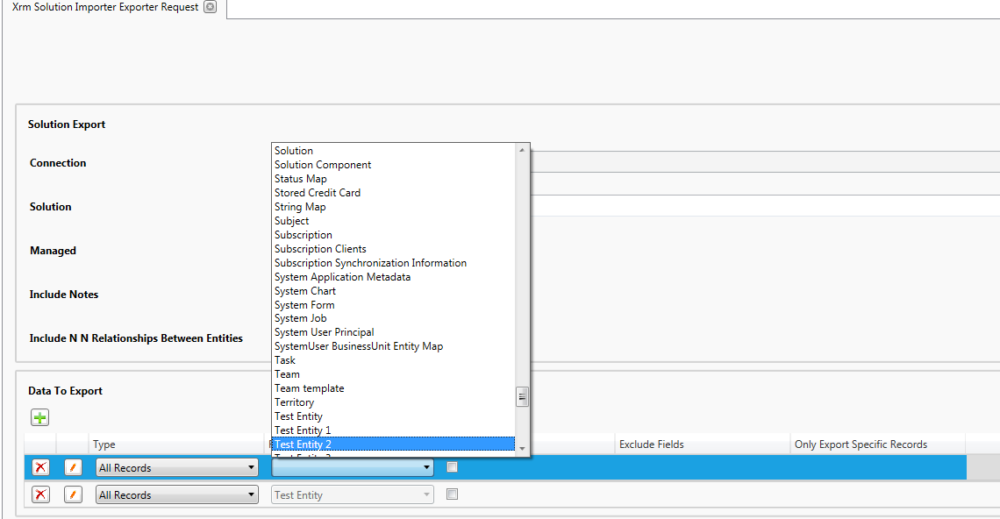 Xrm Solution Importer Exporter Request
Solution Export
Connection
Solution
Managed
Include Notes
Include N N Relationships Between Entities
Solution
Solution Component
Status Map
Stored Credit Card
String Map
Subject
Subscription
Subscription Clients
Subscription Synchronization Information
System Application Metadata
System Chart
System Form
System Job
System User Principal
SystemUser BusinessUnit Entity Map
Task
Team
Team template
Territory
Test Entity
Test Entity 1
Test Entity 2
Data To Export
Type Exclude Fields Only Export Specific Records
All Records
All Records Test Entity